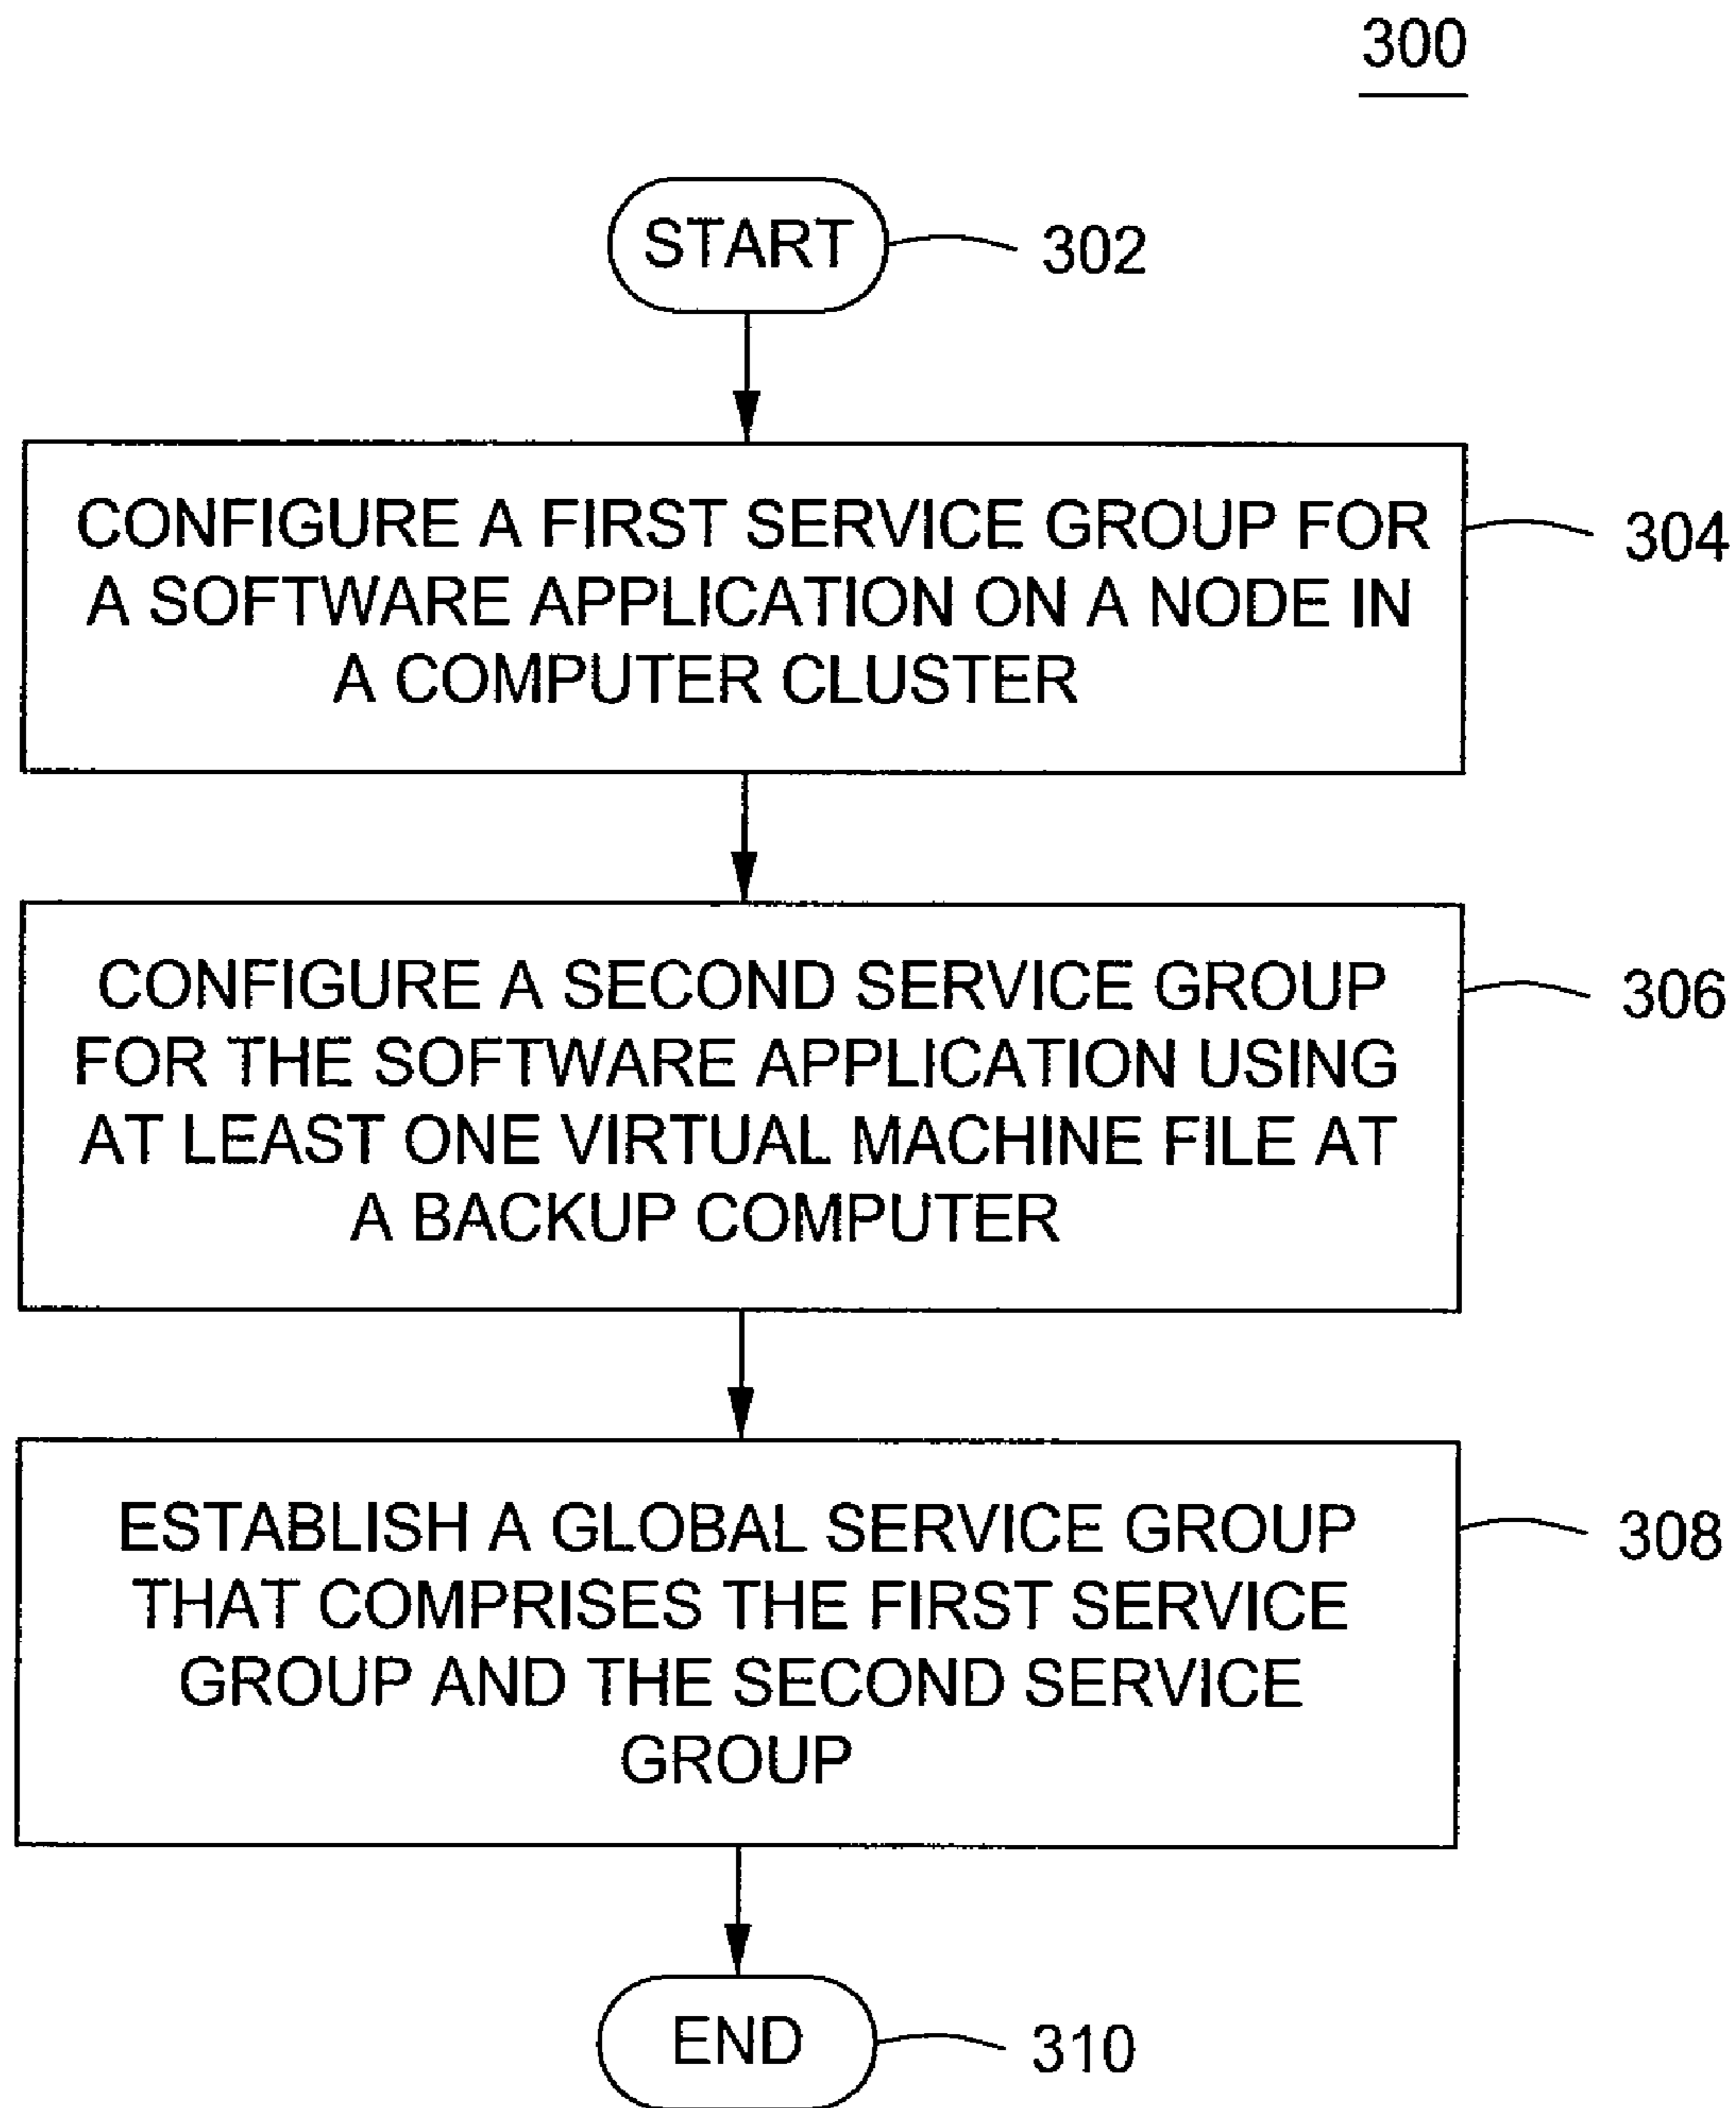 300
START
302
CONFIGURE A FIRST SERVICE GROUP FOR
A SOFTWARE APPLICATION ON A NODE IN
A COMPUTER CLUSTER
304
CONFIGURE A SECOND SERVICE GROUP
FOR THE SOFTWARE APPLICATION USING
AT LEAST ONE VIRTUAL MACHINE FILE AT
A BACKUP COMPUTER
306
ESTABLISH A GLOBAL SERVICE GROUP
THAT COMPRISES THE FIRST SERVICE
GROUP AND THE SECOND SERVICE
GROUP
308
END
310